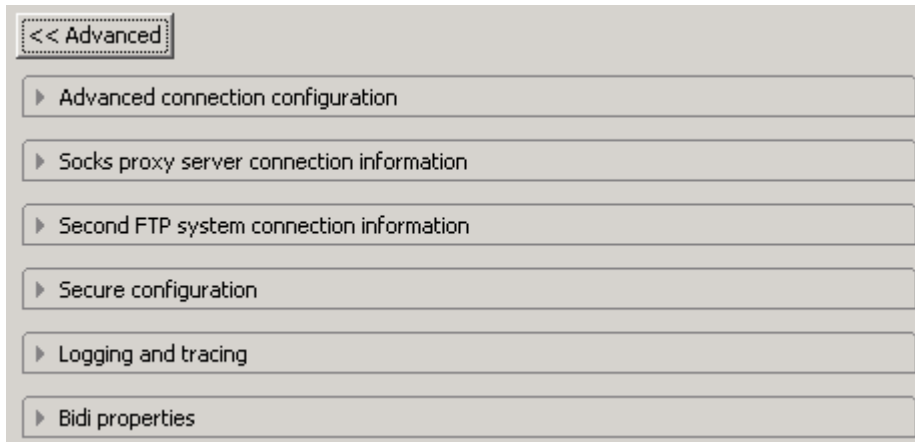 << Advanced
Advanced connection configuration
Socks proxy server connection information
Second FTP system connection information
Secure configuration
Logging and tracing
Bidi properties